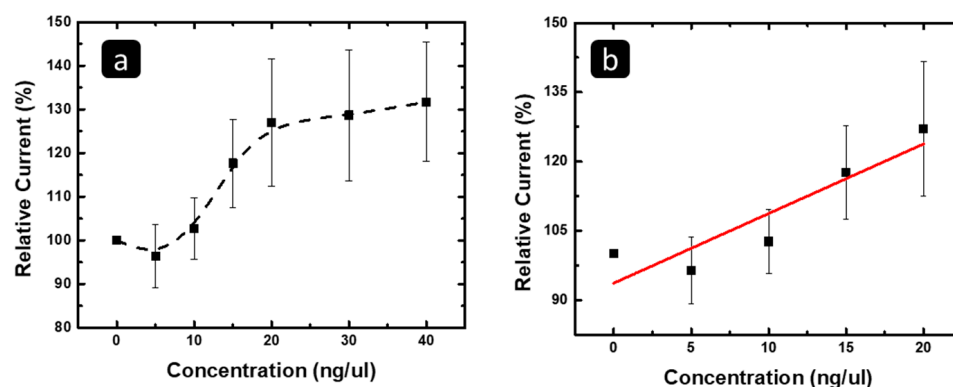 a
150
140
130
120
110
100
90
80
Relative Current (%)
0 10 20 30 40
Concentration (ng/ul)
b
150
135
120
105
90
Relative Current (%)
0 5 10 15 20
Concentration (ng/ul)